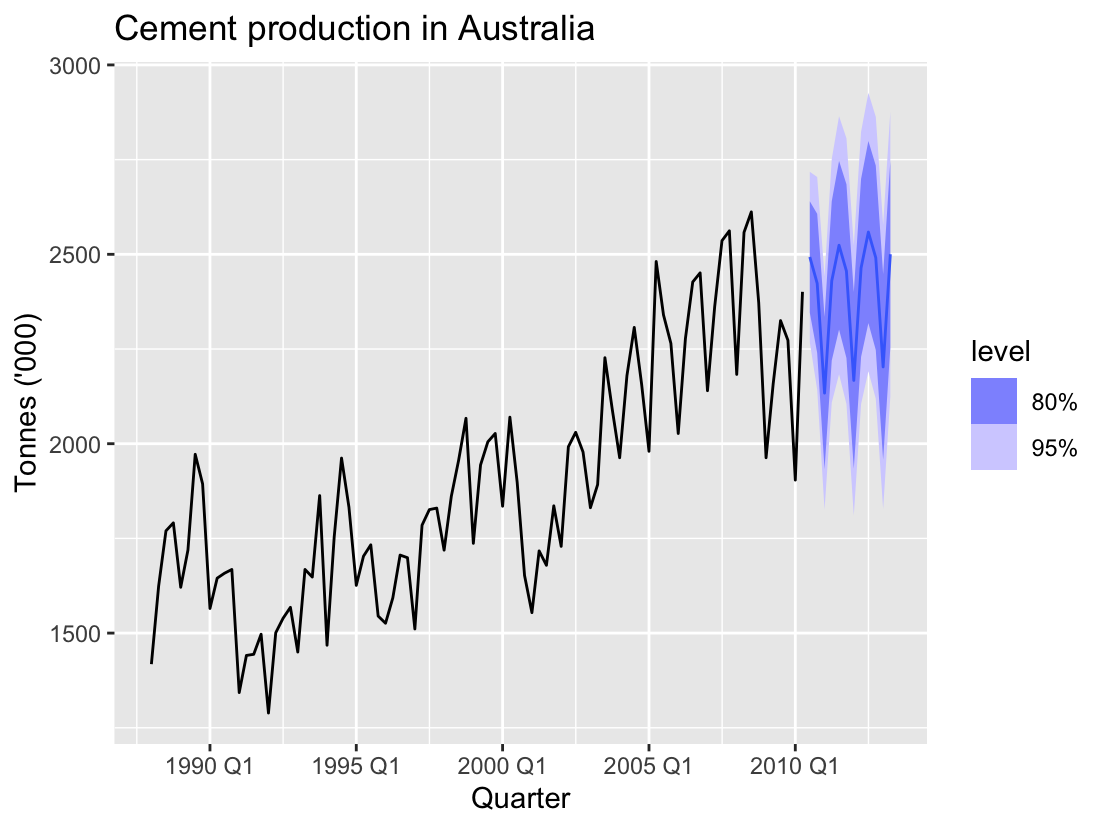 Cement production in Australia
3000
2500
2000
1500
Tonnes ('000)
1990 Q1 1995 Q1 2000 Q1 2005 Q1 2010 Q1
Quarter
level
80%
95%